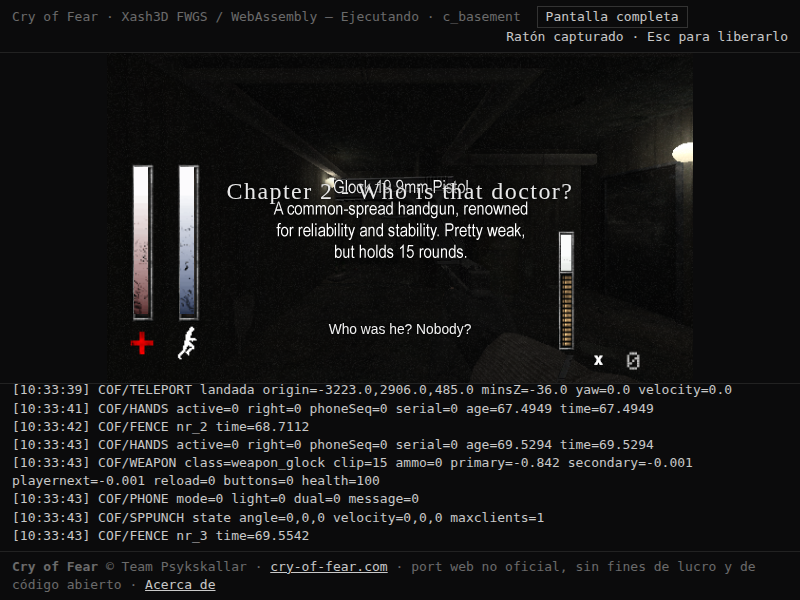 Cry of Fear · Xash3D FWGS / WebAssembly — Ejecutando · c_basement
Pantalla completa
Ratón capturado · Esc para liberarlo
Glock 19 9mm Pistol
Chapter 2 - Who is that doctor?
A common-spread handgun, renowned
for reliability and stability. Pretty weak,
but holds 15 rounds.
Who was he? Nobody?
x 0
[10:33:39] COF/TELEPORT landada origin=-3223.0,2906.0,485.0 minsZ=-36.0 yaw=0.0 velocity=0.0
[10:33:41] COF/HANDS active=0 right=0 phoneSeq=0 serial=0 age=67.4949 time=67.4949
[10:33:42] COF/FENCE nr_2 time=68.7112
[10:33:43] COF/HANDS active=0 right=0 phoneSeq=0 serial=0 age=69.5294 time=69.5294
[10:33:43] COF/WEAPON class=weapon_glock clip=15 ammo=0 primary=-0.842 secondary=-0.001
playernext=-0.001 reload=0 buttons=0 health=100
[10:33:43] COF/PHONE mode=0 light=0 dual=0 message=0
[10:33:43] COF/SPPUNCH state angle=0,0,0 velocity=0,0,0 maxclients=1
[10:33:43] COF/FENCE nr_3 time=69.5542
Cry of Fear © Team Psykskallar · cry-of-fear.com · port web no oficial, sin fines de lucro y de
código abierto · Acerca de